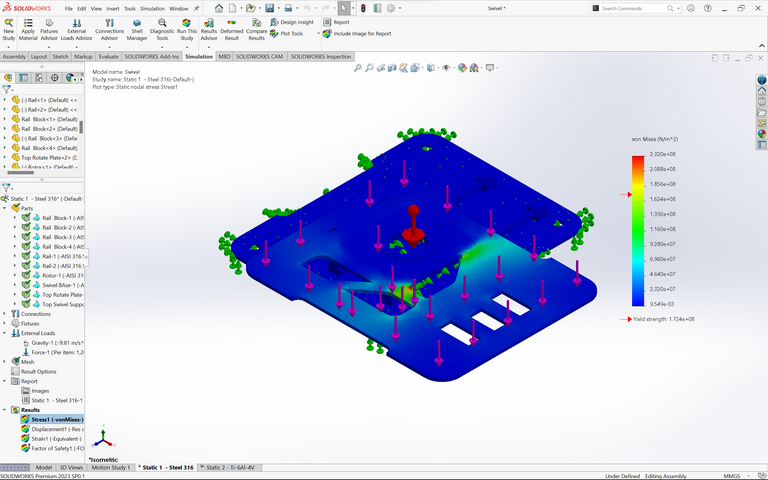 SOLIDWORKS
File Edit View Insert Tools Simulation Window
Swivel *
Search Commands
New Study
Apply Material
Fixtures Advisor
External Loads Advisor
Connections Advisor
Shell Manager
Diagnostic Tools
Run This Study
Results Advisor
Deformed Result
Compare Results
Design Insight
Plot Tools
Report
Include Image for Report
Assembly Layout Sketch Markup Evaluate SOLIDWORKS Add-Ins Simulation MBD SOLIDWORKS CAM SOLIDWORKS Inspection
Model name: Swivel
Study name: Static 1 - Steel 316(-Default-)
Plot type: Static nodal stress Stress1
(-) Rail<1> (Default) <<
(-) Rail<2> (Default) <<
Rail Block<1> (Default)
Rail Block<2> (Default)
(-) Rail Block<3> (Defa
Rail Block<4> (Default)
Top Rotate Plate<2> (D
Static 1 - Steel 316* (-Default-
Parts
Rail Block-1 (-AIS
Rail Block-2 (-AIS
Rail Block-3 (-AIS
Rail Block-4 (-AIS
Rail-1 (-AISI 316
Rail-2 (-AISI 316
Rotor-1 (-AISI 31
Swivel BAse-1 (-A
Top Rotate Plate-
Top Swivel Suppo
Connections
Fixtures
External Loads
Gravity-1 (-9.81 m/s^
Force-1 (Per item: 1.2
Mesh
Result Options
Report
Images
Static 1 - Steel 316-1
Results
Stress1 (-vonMises-)
Displacement1 (-Res d
Strain1 (-Equivalent-)
Factor of Safety1 (-FO
von Mises (N/m^2)
2.320e+08
2.088e+08
1.856e+08
1.624e+08
1.392e+08
1.160e+08
9.280e+07
6.960e+07
4.640e+07
2.320e+07
9.549e-03
Yield strength: 1.724e+08
*Isometric
Model 3D Views Motion Study 1 Static 1 - Steel 316 Static 2 - Ti-6Al-4V
SOLIDWORKS Premium 2023 SP0.1
Under Defined Editing Assembly MMGS